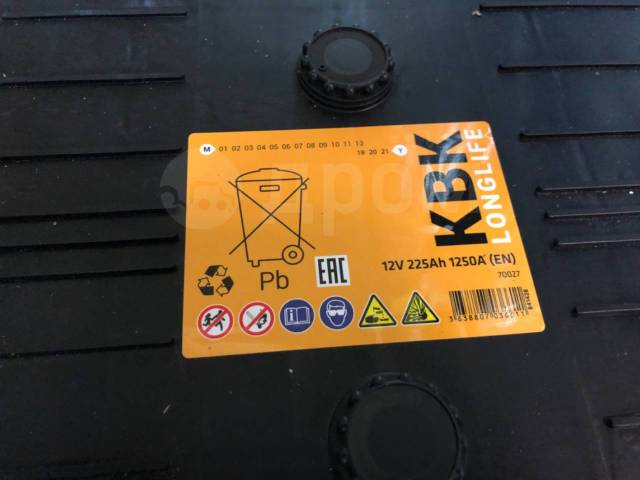 M 01 02 03 04 05 06 07 08 09 10 11 12
19 20 21 Y
KBK
LONGLIFE
Pb
EAC
12V 225Ah 1250A (EN)
70027